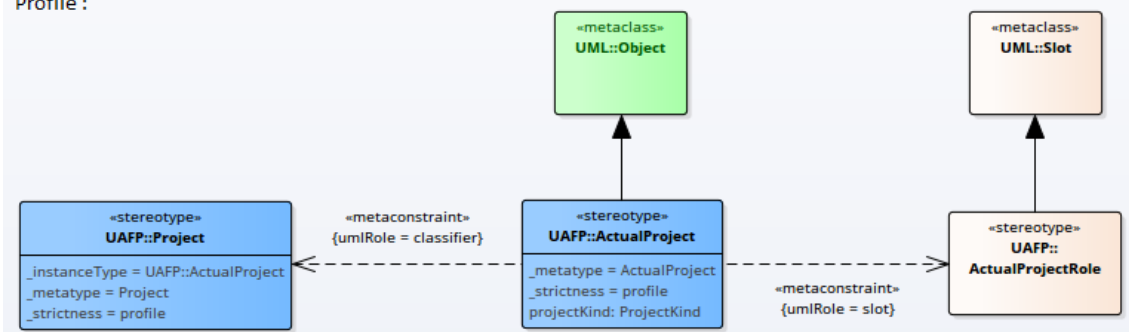 Profile :
«metaclass»
UML::Object
«metaclass»
UML::Slot
«stereotype»
UAFP::Project
_instanceType = UAFP::ActualProject
_metatype = Project
_strictness = profile
«metaconstraint»
{umlRole = classifier}
«stereotype»
UAFP::ActualProject
_metatype = ActualProject
_strictness = profile
projectKind: ProjectKind
«metaconstraint»
{umlRole = slot}
«stereotype»
UAFP::
ActualProjectRole